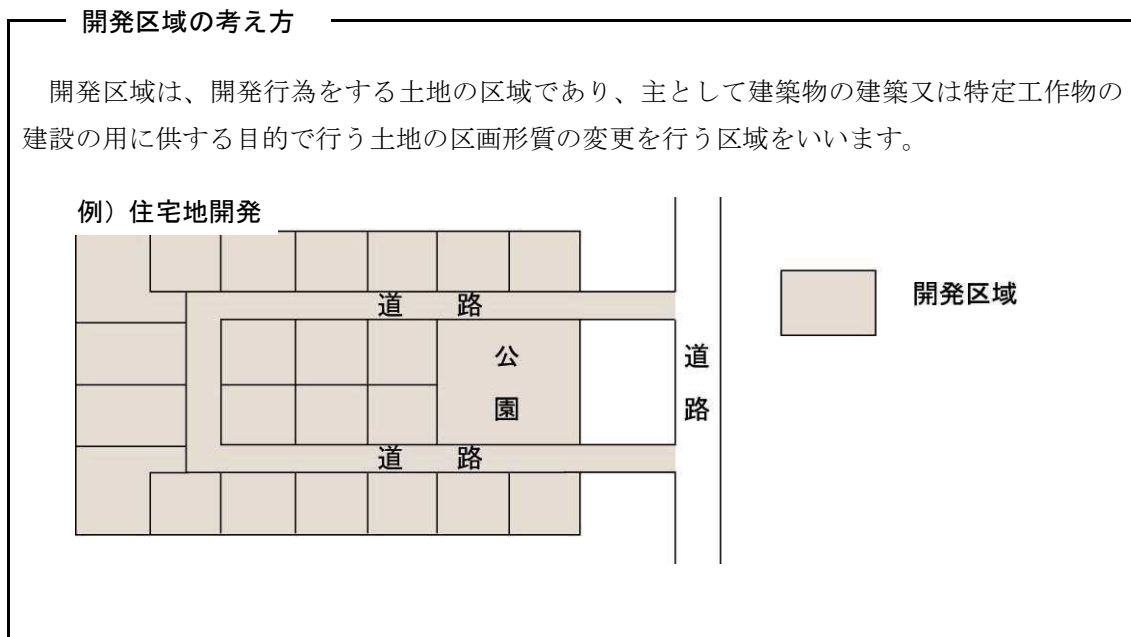 開発区域の考え方
開発区域は、開発行為をする土地の区域であり、主として建築物の建築又は特定工作物の
建設の用に供する目的で行う土地の区画形質の変更を行う区域をいいます。
例）住宅地開発
道　路
公
園
道　路
道
路
開発区域